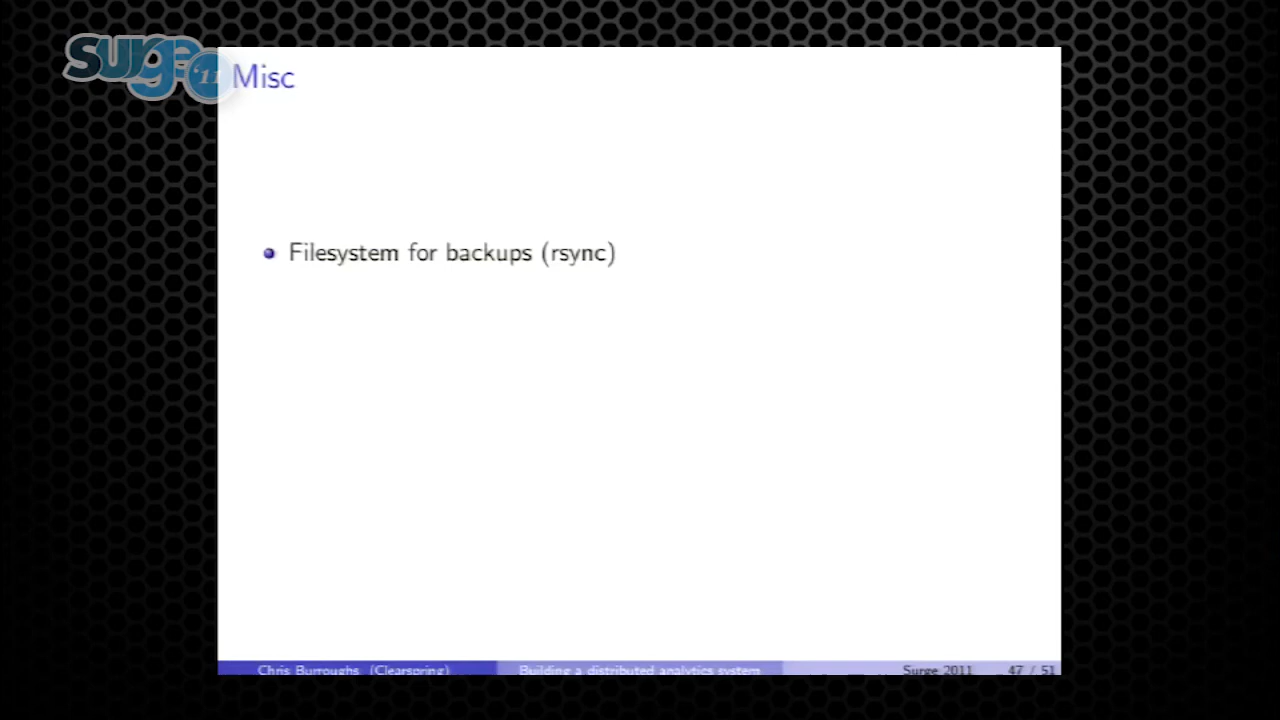 surge '11
Misc
Filesystem for backups (rsync)
Chris Burroughs (Clearspring) Building a distributed analytics system Surge 2011 47 / 51